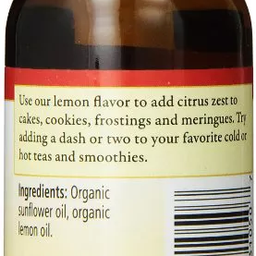 Use our lemon flavor to add citrus zest to
cakes, cookies, frostings and meringues. Try
adding a dash or two to your favorite cold or
hot teas and smoothies.
Ingredients: Organic
sunflower oil, organic
lemon oil.